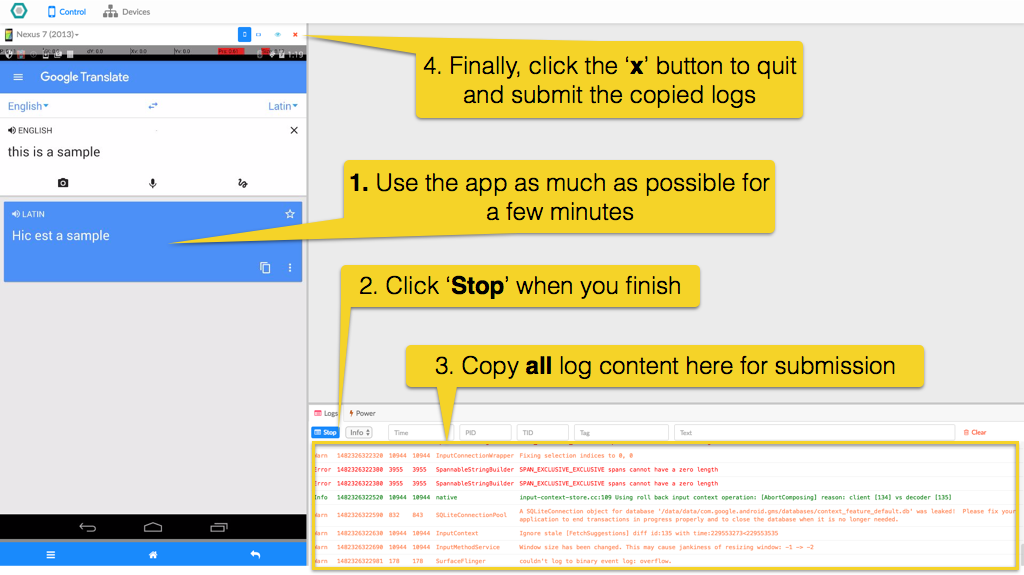 Control Devices
Nexus 7 (2013)
1:19
Google Translate
English Latin
ENGLISH
this is a sample
LATIN
Hic est a sample
4. Finally, click the ‘x’ button to quit
and submit the copied logs
1. Use the app as much as possible for
a few minutes
2. Click ‘Stop’ when you finish
3. Copy all log content here for submission
Logs Power
Stop Info Time PID TID Tag Text Clear
Warn 1482326322320 10944 10944 InputConnectionWrapper Fixing selection indices to 0, 0
Error 1482326322380 3955 3955 SpannableStringBuilder SPAN_EXCLUSIVE_EXCLUSIVE spans cannot have a zero length
Error 1482326322380 3955 3955 SpannableStringBuilder SPAN_EXCLUSIVE_EXCLUSIVE spans cannot have a zero length
Info 1482326322520 10944 10944 native input-context-store.cc:109 Using roll back input context operation: [AbortComposing] reason: client [134] vs decoder [135]
Warn 1482326322590 832 843 SQLiteConnectionPool A SQLiteConnection object for database '/data/data/com.google.android.gms/databases/context_feature_default.db' was leaked! Please fix your
application to end transactions in progress properly and to close the database when it is no longer needed.
Warn 1482326322630 10944 10944 InputContext Ignore stale [FetchSuggestions] diff id:135 with time:229553273<229553535
Warn 1482326322690 10944 10944 InputMethodService Window size has been changed. This may cause jankiness of resizing window: -1 -> -2
Warn 1482326322981 178 178 SurfaceFlinger couldn't log to binary event log: overflow.